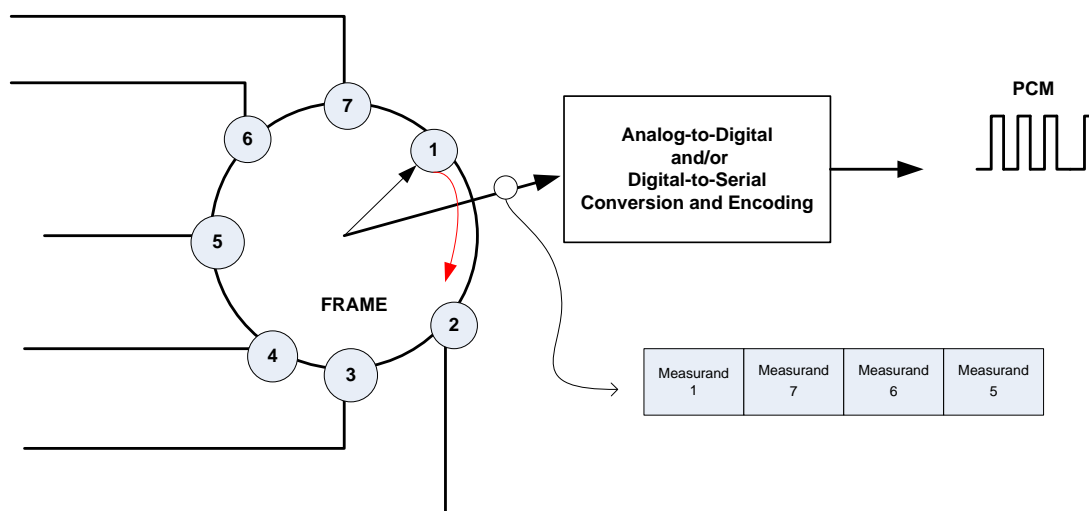 7
6
1
5
FRAME
2
4
3
Analog-to-Digital
and/or
Digital-to-Serial
Conversion and Encoding
PCM
Measurand
1
Measurand
7
Measurand
6
Measurand
5